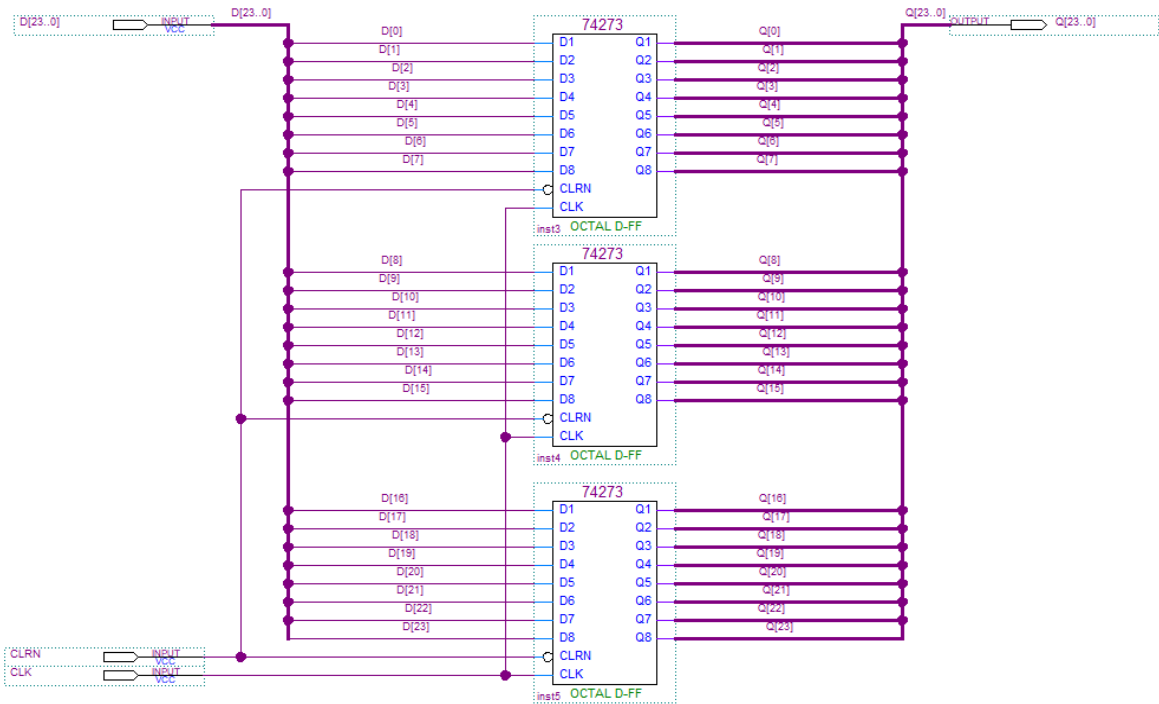 D[23..0] INPUT VCC D[23..0] 74273 Q[23..0] OUTPUT Q[23..0]
D[0] D1 Q1 Q[0]
D[1] D2 Q2 Q[1]
D[2] D3 Q3 Q[2]
D[3] D4 Q4 Q[3]
D[4] D5 Q5 Q[4]
D[5] D6 Q6 Q[5]
D[6] D7 Q7 Q[6]
D[7] D8 Q8 Q[7]
CLRN
CLK
inst3 OCTAL D-FF
74273
D[8] D1 Q1 Q[8]
D[9] D2 Q2 Q[9]
D[10] D3 Q3 Q[10]
D[11] D4 Q4 Q[11]
D[12] D5 Q5 Q[12]
D[13] D6 Q6 Q[13]
D[14] D7 Q7 Q[14]
D[15] D8 Q8 Q[15]
CLRN
CLK
inst4 OCTAL D-FF
74273
D[16] D1 Q1 Q[16]
D[17] D2 Q2 Q[17]
D[18] D3 Q3 Q[18]
D[19] D4 Q4 Q[19]
D[20] D5 Q5 Q[20]
D[21] D6 Q6 Q[21]
D[22] D7 Q7 Q[22]
D[23] D8 Q8 Q[23]
CLRN INPUT VCC CLRN
CLK INPUT VCC CLK
inst5 OCTAL D-FF